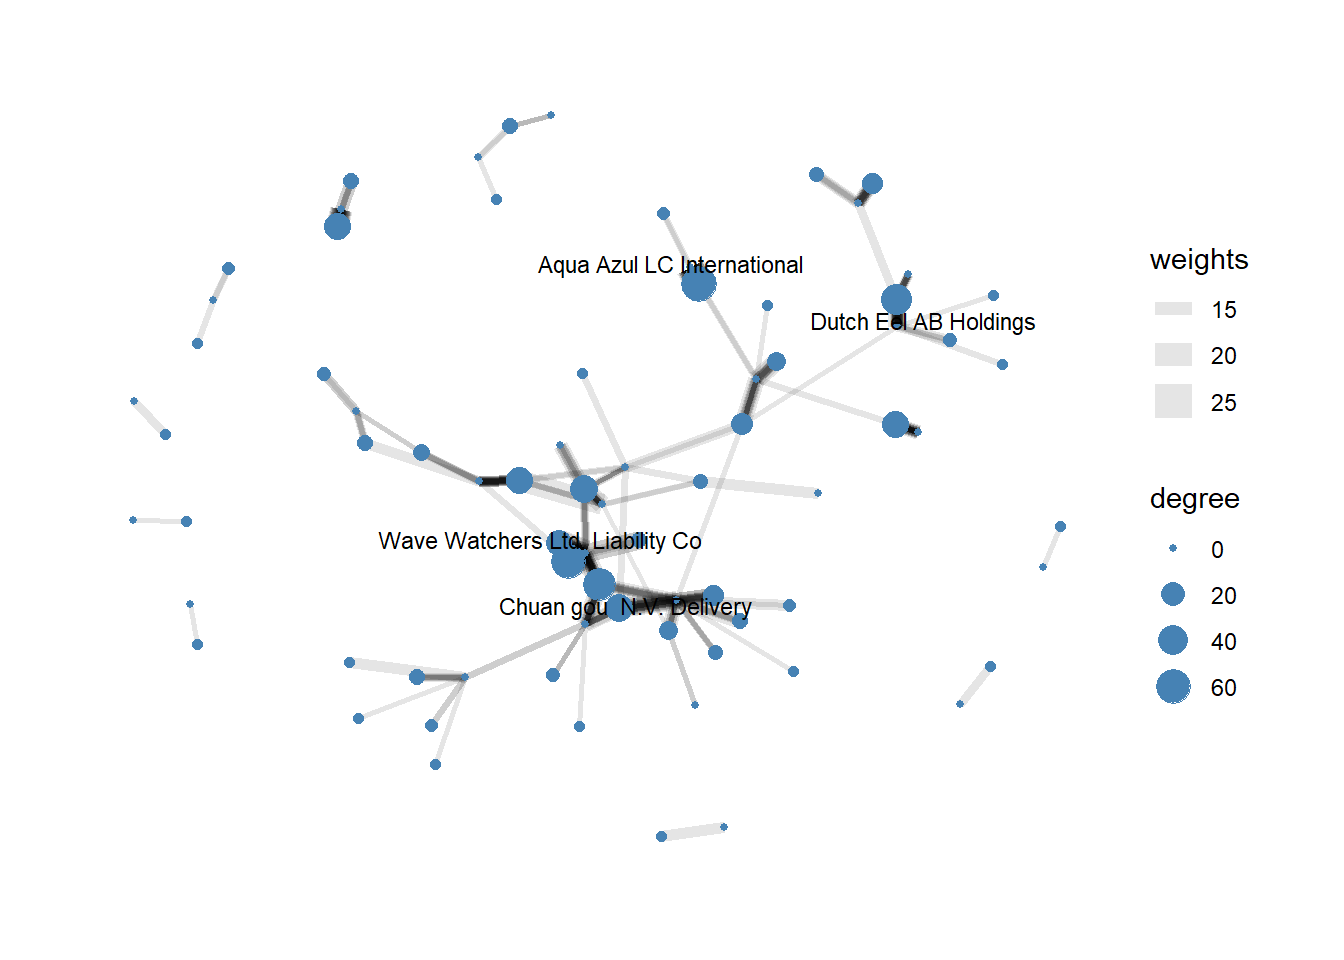 Aqua Azul LC International
Dutch Eel AB Holdings
Wave Watchers Ltd. Liability Co
Chuan gou N.V. Delivery
weights
15
20
25
degree
0
20
40
60